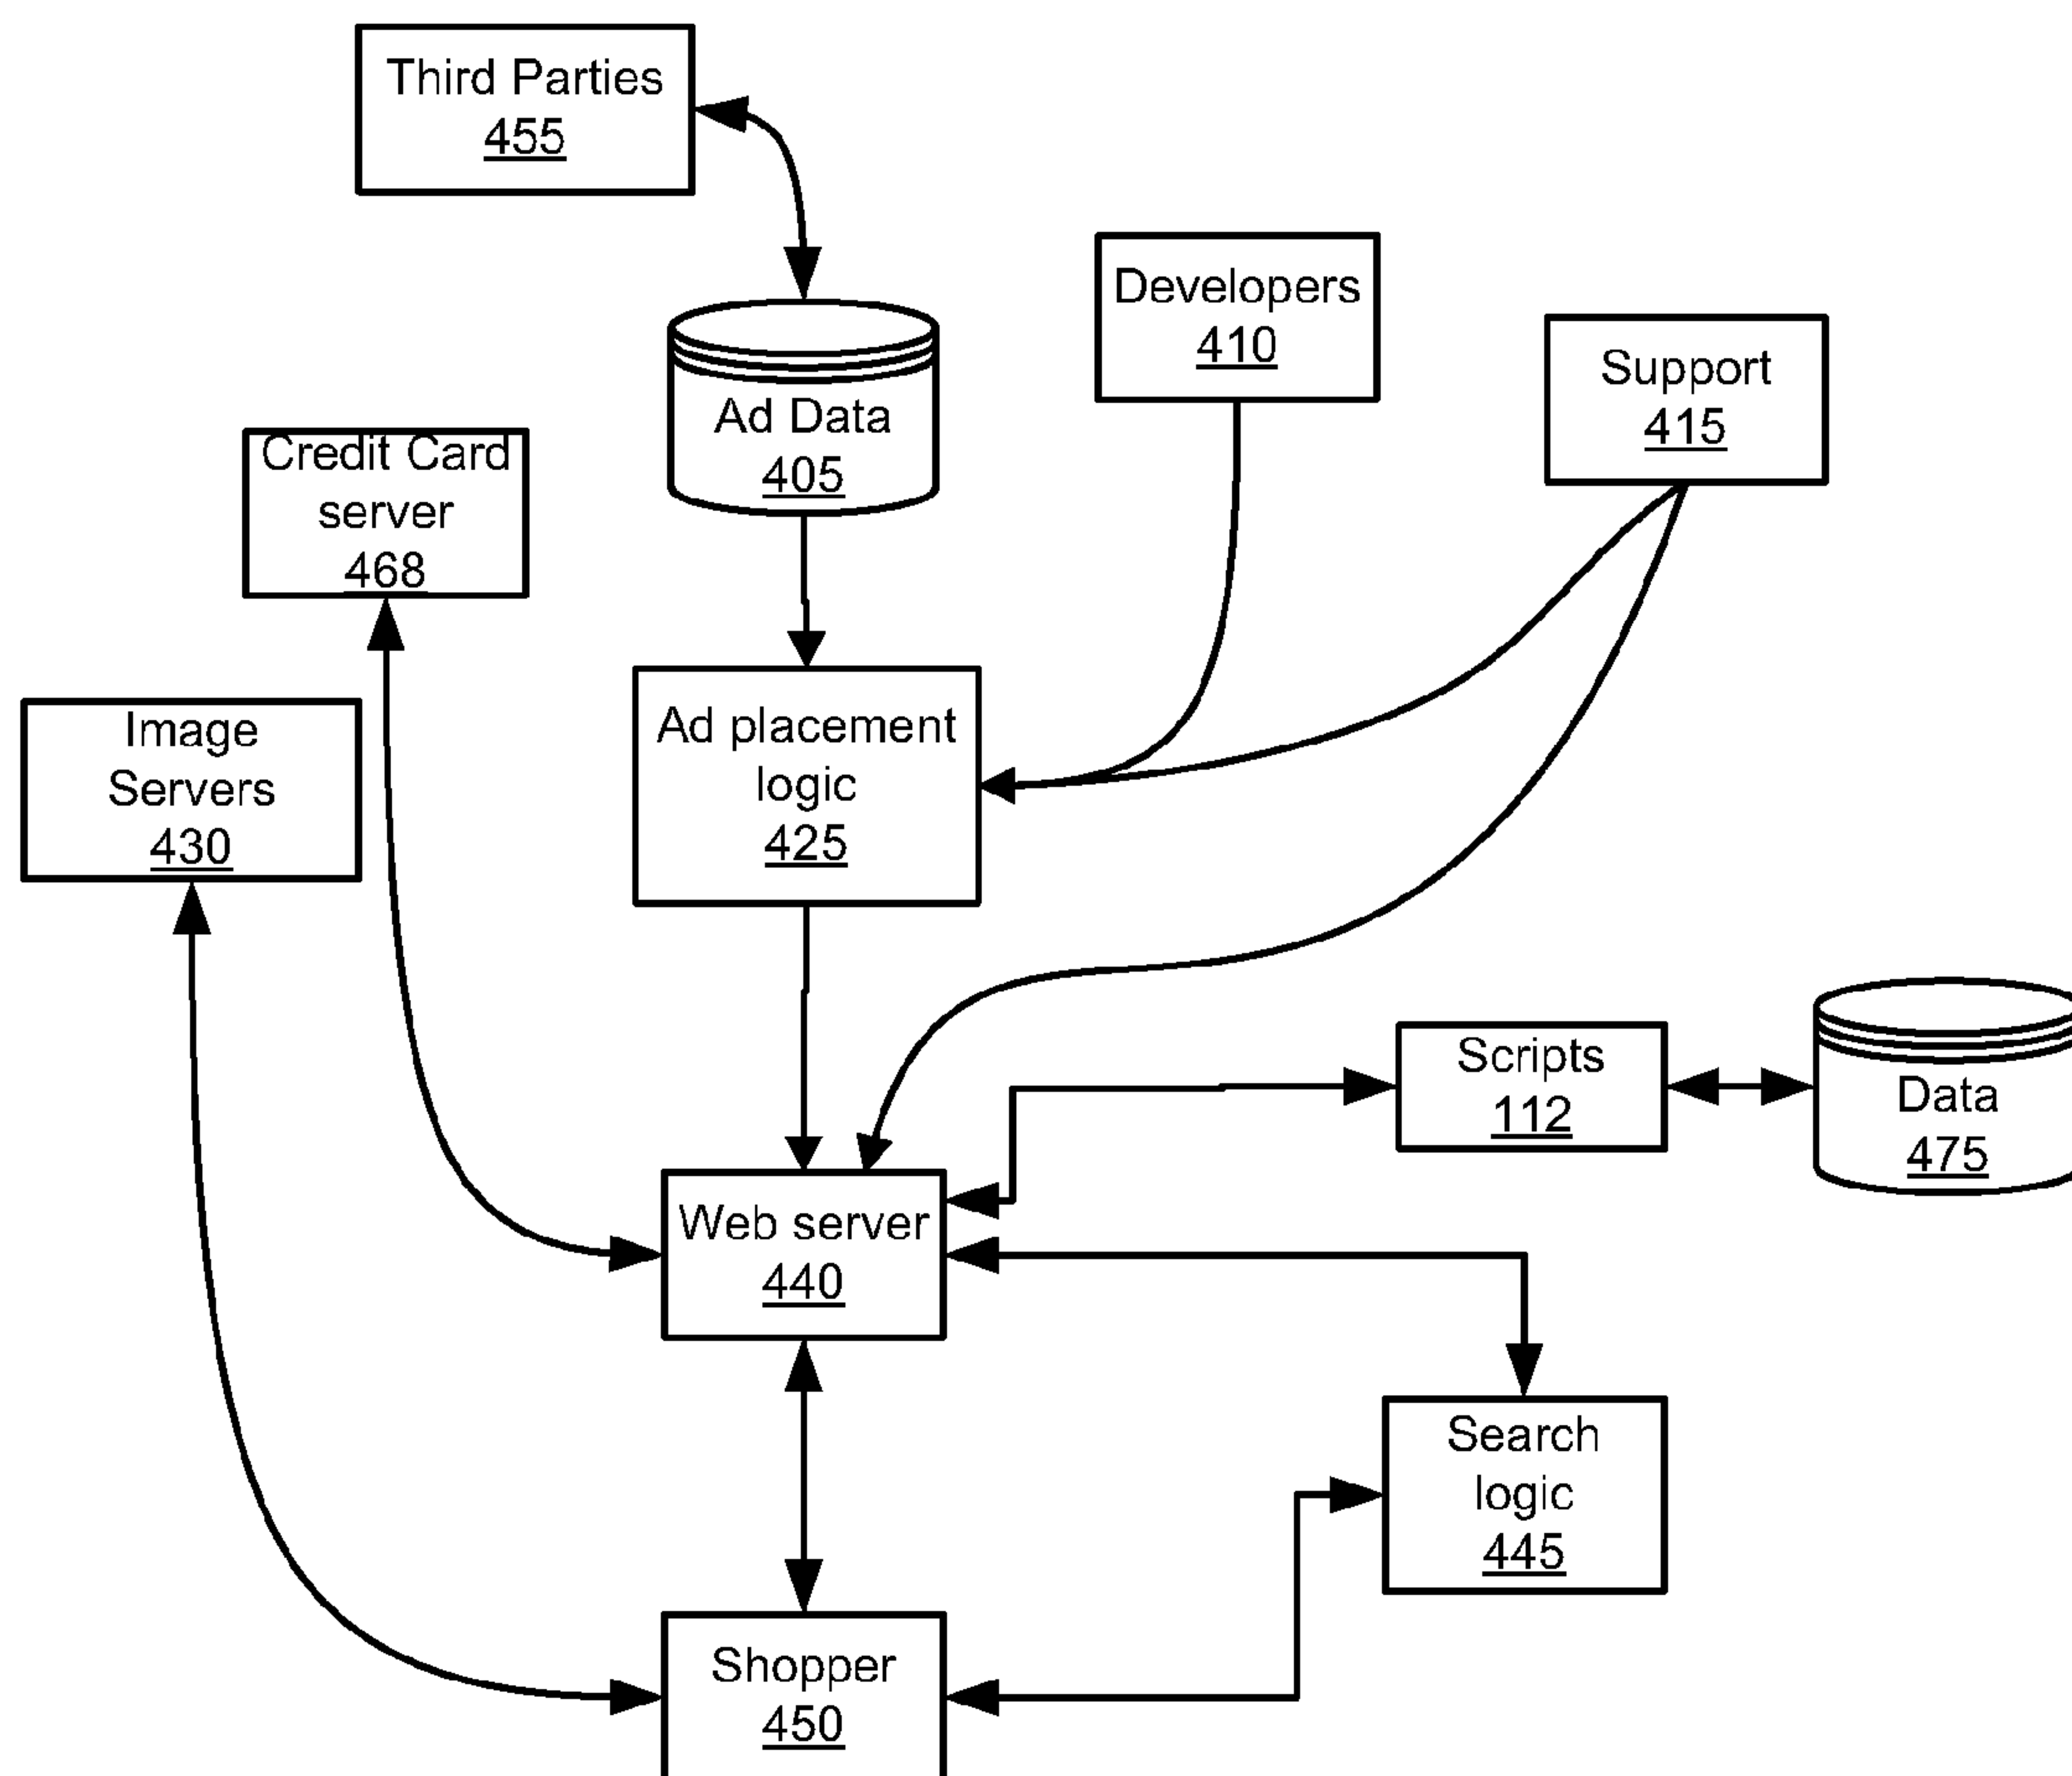 Third Parties
455
Developers
410
Support
415
Ad Data
405
Credit Card
server
468
Ad placement
logic
425
Image
Servers
430
Scripts
112
Data
475
Web server
440
Search
logic
445
Shopper
450